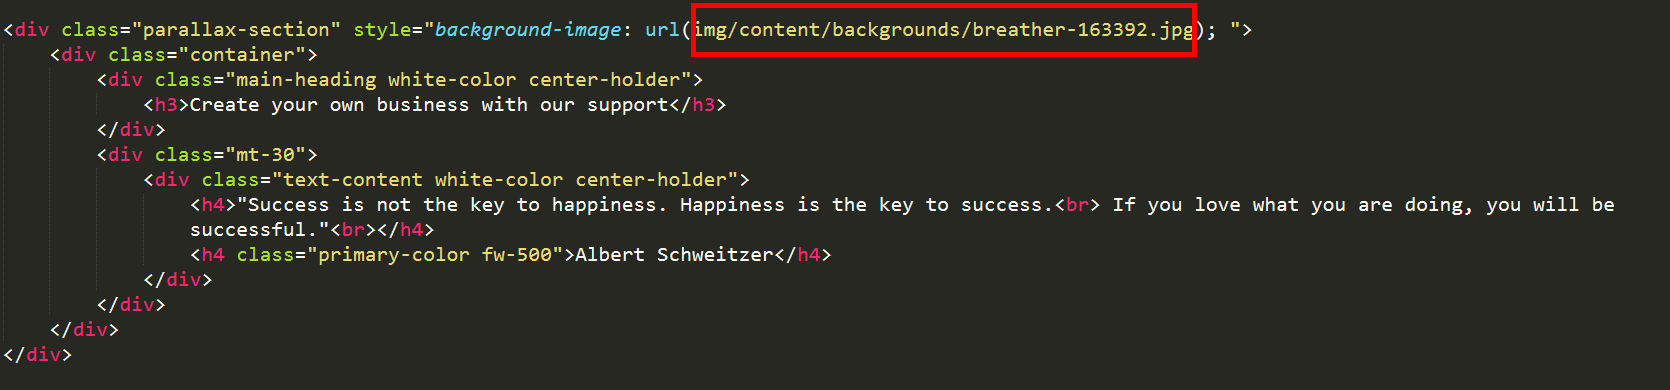 <div class="parallax-section" style="background-image: url(img/content/backgrounds/breather-163392.jpg); ">
<div class="container">
<div class="main-heading white-color center-holder">
<h3>Create your own business with our support</h3>
</div>
<div class="mt-30">
<div class="text-content white-color center-holder">
<h4>"Success is not the key to happiness. Happiness is the key to success.<br> If you love what you are doing, you will be
successful."<br></h4>
<h4 class="primary-color fw-500">Albert Schweitzer</h4>
</div>
</div>
</div>
</div>